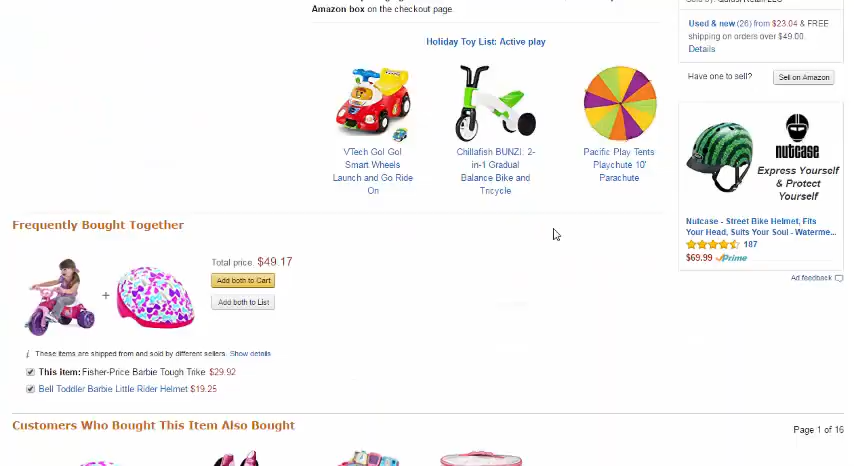 Amazon box on the checkout page
Holiday Toy List: Active play
VTech Go! Go!
Smart Wheels
Launch and Go Ride
On
Chillafish BUNZI, 2-
in-1 Gradual
Balance Bike and
Tricycle
Pacific Play Tents
Playchute 10'
Parachute
Used & new (26) from $23.04 & FREE
shipping on orders over $49.00.
Details
Have one to sell?
Sell on Amazon
nutcase
Express Yourself
& Protect
Yourself
Nutcase - Street Bike Helmet, Fits
Your Head, Suits Your Soul - Waterme...
187
$69.99 Prime
Ad feedback
Frequently Bought Together
Total price: $49.17
Add both to Cart
+
Add both to List
i These items are shipped from and sold by different sellers. Show details
This item: Fisher-Price Barbie Tough Trike $29.92
Bell Toddler Barbie Little Rider Helmet $19.25
Customers Who Bought This Item Also Bought
Page 1 of 16